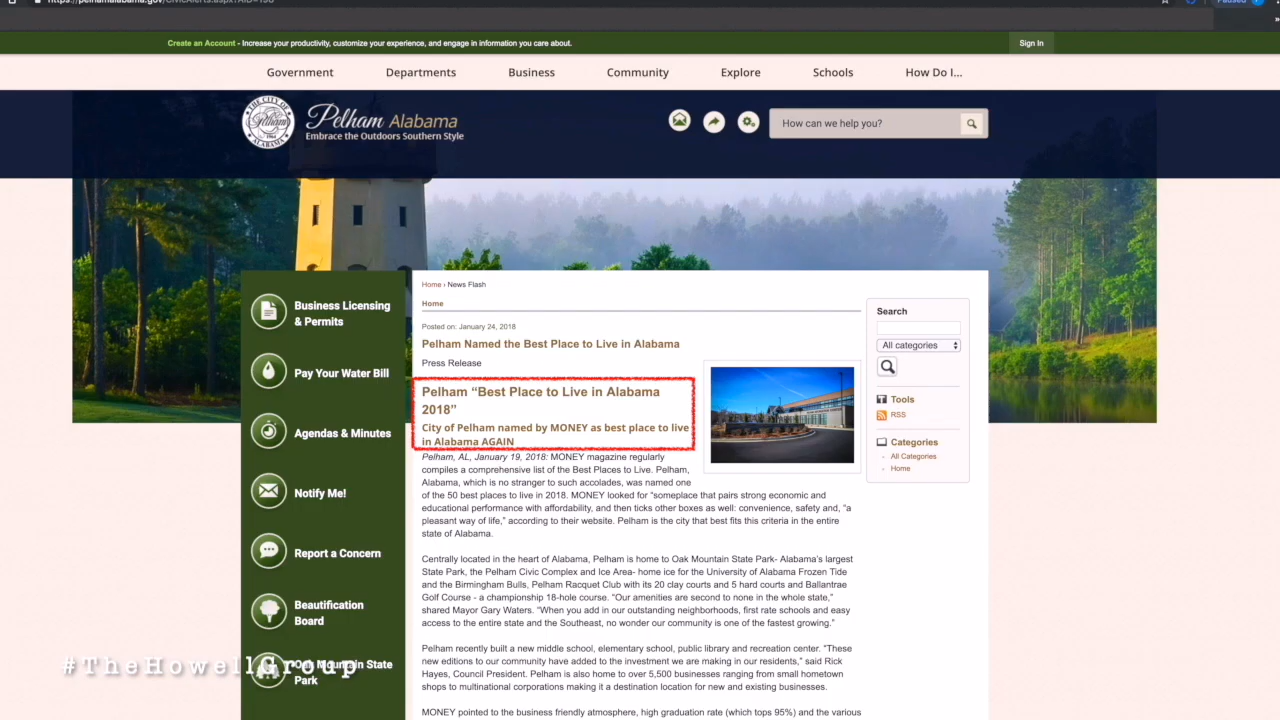 https://pelhamalabama.gov/CivicAlerts.aspx?AID=198
Paused
Create an Account - Increase your productivity, customize your experience, and engage in information you care about.
Sign In
Government
Departments
Business
Community
Explore
Schools
How Do I...
THE CITY OF
Pelham
1964
ALABAMA
Pelham Alabama
Embrace the Outdoors Southern Style
How can we help you?
Business Licensing
& Permits
Pay Your Water Bill
Agendas & Minutes
Notify Me!
Report a Concern
Beautification
Board
Oak Mountain State
Park
#TheHowellGroup
Home › News Flash
Home
Posted on: January 24, 2018
Pelham Named the Best Place to Live in Alabama
Press Release
Pelham “Best Place to Live in Alabama
2018”
City of Pelham named by MONEY as best place to live
in Alabama AGAIN
Pelham, AL, January 19, 2018: MONEY magazine regularly
compiles a comprehensive list of the Best Places to Live. Pelham,
Alabama, which is no stranger to such accolades, was named one
of the 50 best places to live in 2018. MONEY looked for “someplace that pairs strong economic and
educational performance with affordability, and then ticks other boxes as well: convenience, safety and, “a
pleasant way of life,” according to their website. Pelham is the city that best fits this criteria in the entire
state of Alabama.
Centrally located in the heart of Alabama, Pelham is home to Oak Mountain State Park- Alabama’s largest
State Park, the Pelham Civic Complex and Ice Area- home ice for the University of Alabama Frozen Tide
and the Birmingham Bulls, Pelham Racquet Club with its 20 clay courts and 5 hard courts and Ballantrae
Golf Course - a championship 18-hole course. “Our amenities are second to none in the whole state,”
shared Mayor Gary Waters. “When you add in our outstanding neighborhoods, first rate schools and easy
access to the entire state and the Southeast, no wonder our community is one of the fastest growing.”
Pelham recently built a new middle school, elementary school, public library and recreation center. “These
new editions to our community have added to the investment we are making in our residents,” said Rick
Hayes, Council President. Pelham is also home to over 5,500 businesses ranging from small hometown
shops to multinational corporations making it a destination location for new and existing businesses.
MONEY pointed to the business friendly atmosphere, high graduation rate (which tops 95%) and the various
Search
All categories
Tools
RSS
Categories
All Categories
Home